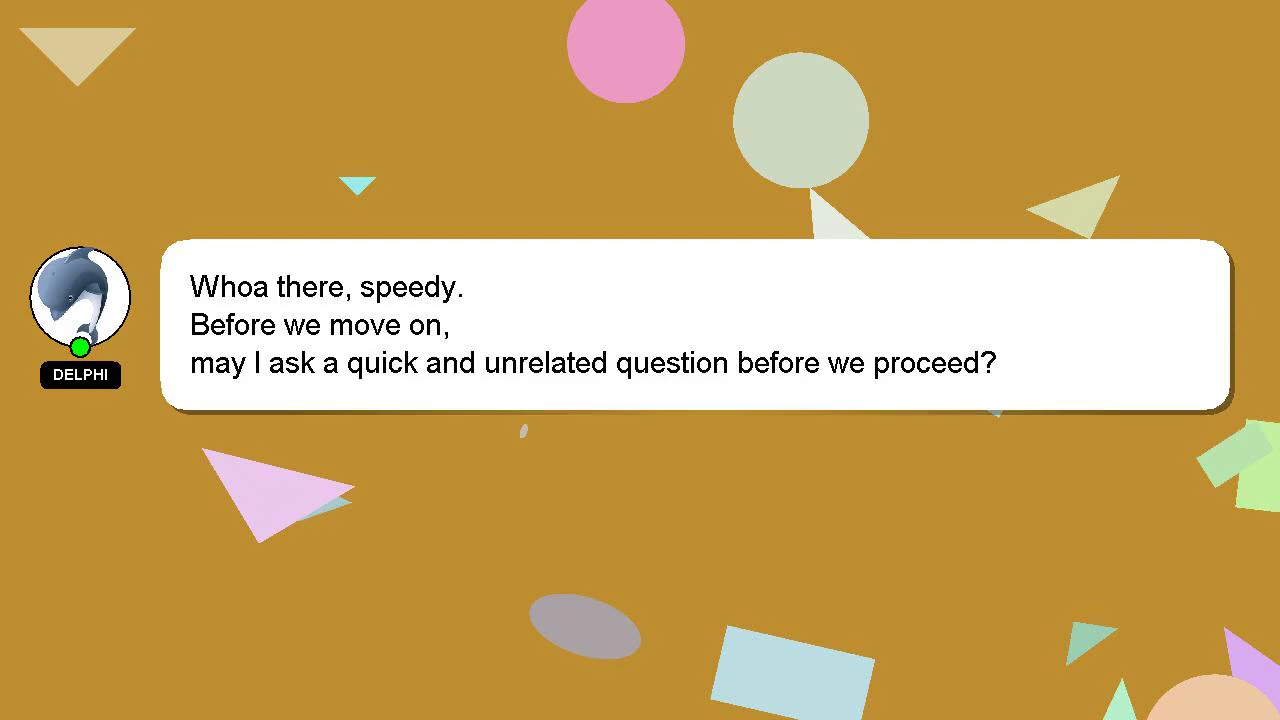 Whoa there, speedy.
Before we move on,
may I ask a quick and unrelated question before we proceed?
DELPHI